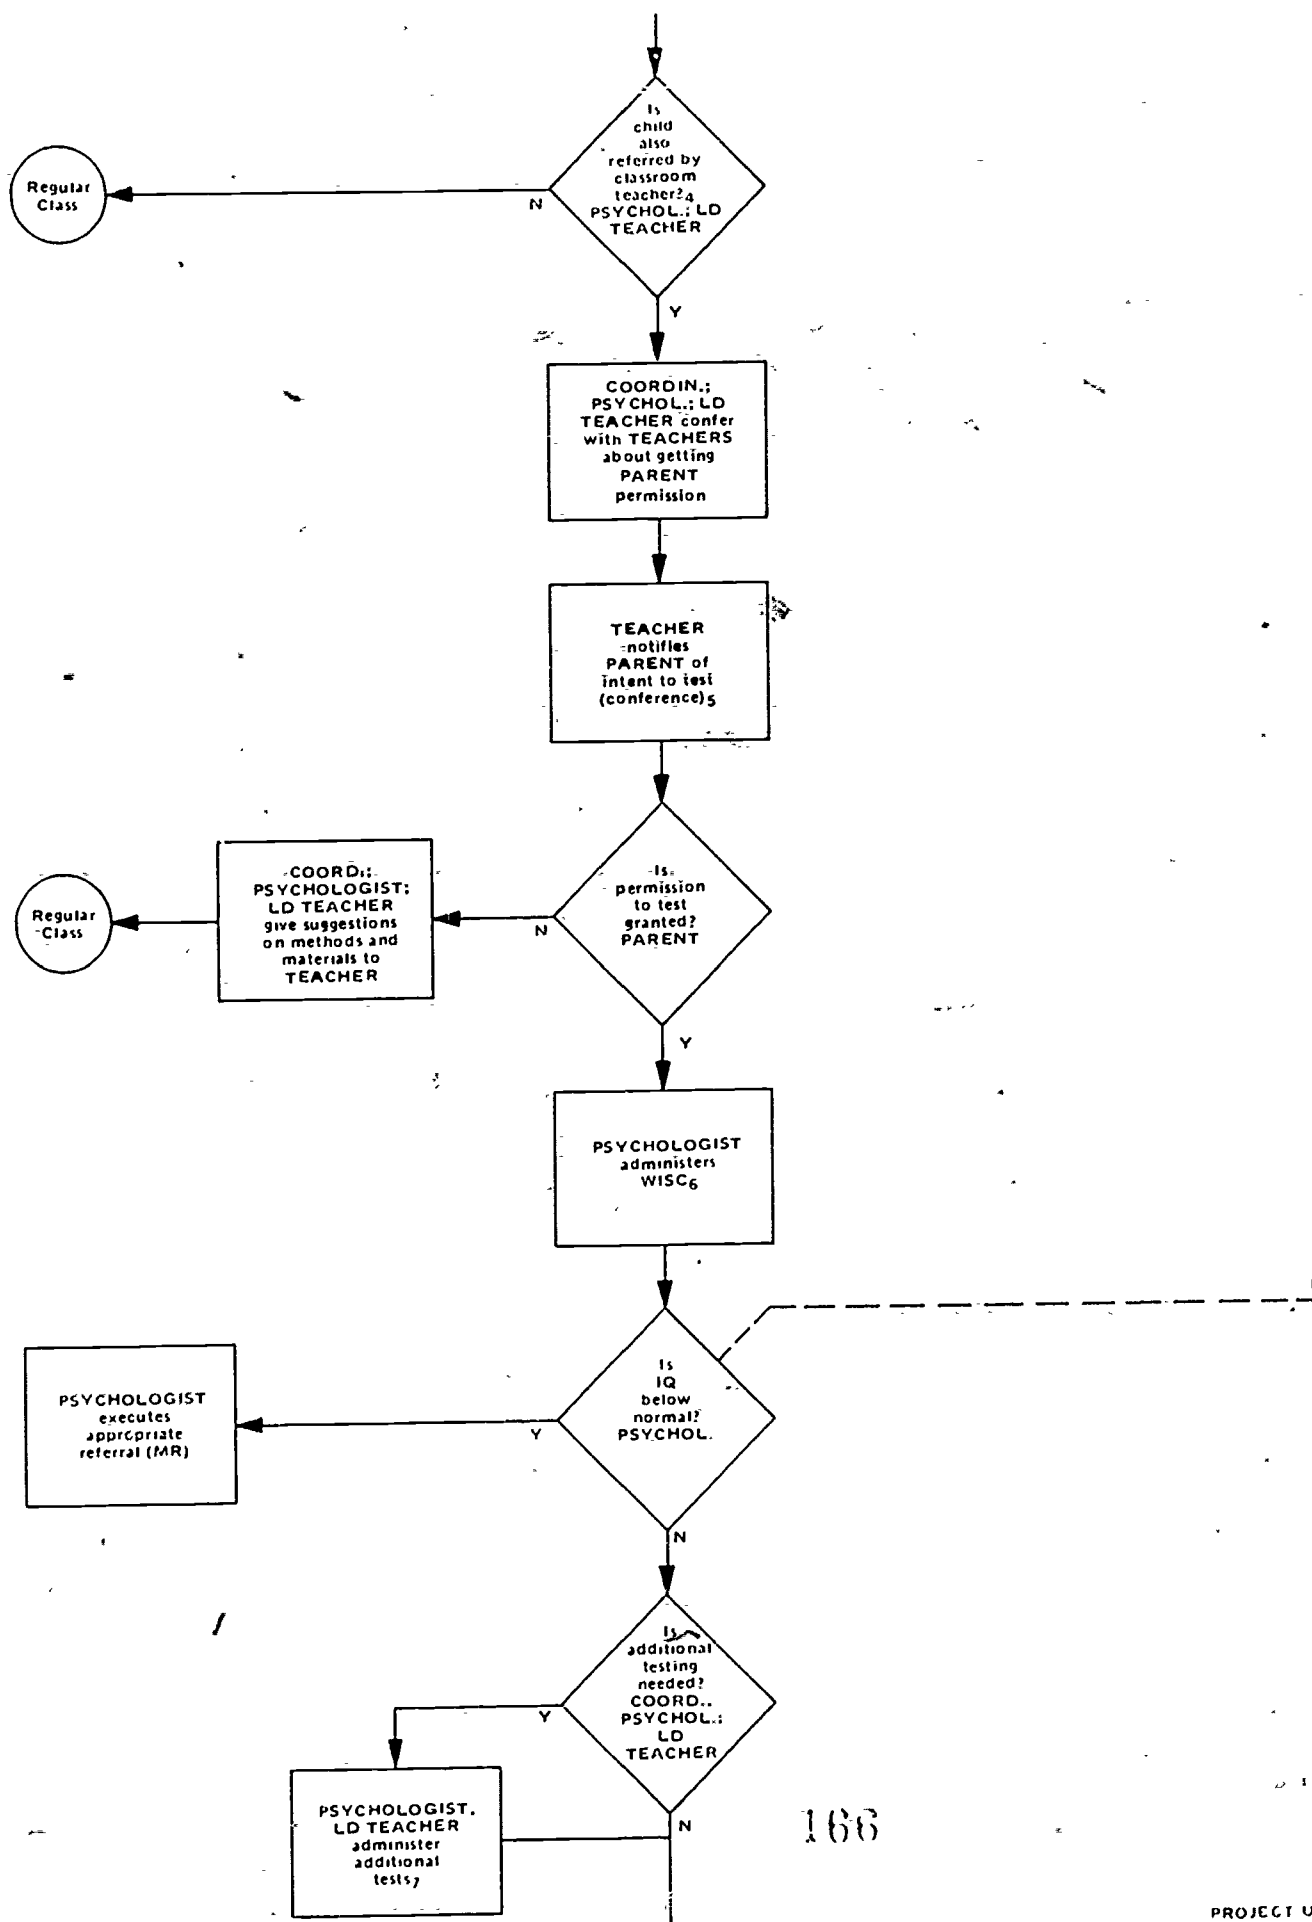 Is
child
also
referred by
classroom
teacher?4
PSYCHOL.; LD
TEACHER
Regular
Class
N
Y
COORDIN.;
PSYCHOL.; LD
TEACHER confer
with TEACHERS
about getting
PARENT
permission
TEACHER
notifies
PARENT of
intent to test
(conference)5
Is
permission
to test
granted?
PARENT
N
COORD.;
PSYCHOLOGIST;
LD TEACHER
give suggestions
on methods and
materials to
TEACHER
Regular
Class
Y
PSYCHOLOGIST
administers
WISC6
Is
IQ
below
normal?
PSYCHOL.
Y
PSYCHOLOGIST
executes
appropriate
referral (MR)
N
Is
additional
testing
needed?
COORD.,
PSYCHOL.;
LD
TEACHER
Y
PSYCHOLOGIST,
LD TEACHER
administer
additional
tests7
N
166
PROJECT